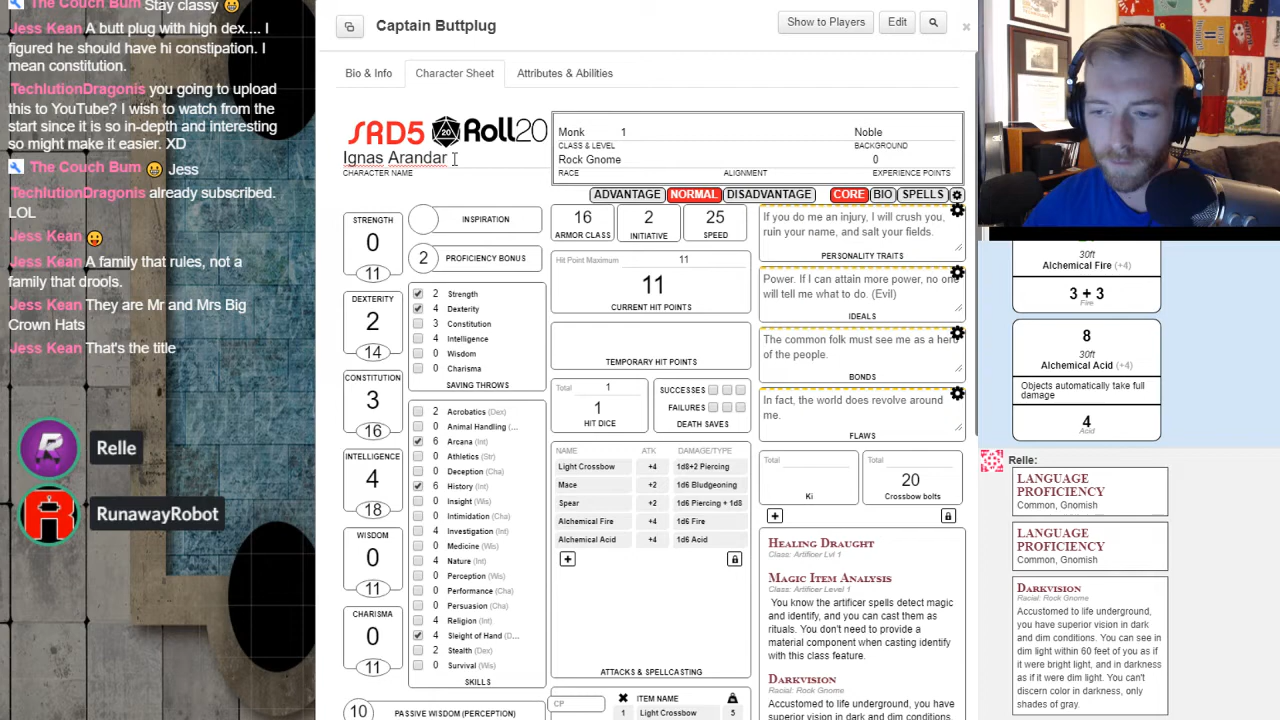 The Couch Bum Stay classy
Jess Kean A butt plug with high dex.... I
figured he should have hi constipation. I
mean constitution.
TechlutionDragonis you going to upload
this to YouTube? I wish to watch from the
start since it is so in-depth and interesting
so might make it easier. XD
The Couch Bum Jess
TechlutionDragonis already subscribed.
LOL
Jess Kean
Jess Kean A family that rules, not a
family that drools.
Jess Kean They are Mr and Mrs Big
Crown Hats
Jess Kean That's the title
Relle
RunawayRobot
Captain Buttplug
Show to Players
Edit
Bio & Info
Character Sheet
Attributes & Abilities
SRD5 20 Roll20
Ignas Arandar
CHARACTER NAME
Monk 1 Noble
CLASS & LEVEL BACKGROUND
Rock Gnome 0
RACE ALIGNMENT EXPERIENCE POINTS
ADVANTAGE NORMAL DISADVANTAGE CORE BIO SPELLS
STRENGTH
0
11
DEXTERITY
2
14
CONSTITUTION
3
16
INTELLIGENCE
4
18
WISDOM
0
11
CHARISMA
0
11
INSPIRATION
2 PROFICIENCY BONUS
2 Strength
4 Dexterity
3 Constitution
4 Intelligence
0 Wisdom
0 Charisma
SAVING THROWS
2 Acrobatics (Dex)
0 Animal Handling (...
6 Arcana (Int)
0 Athletics (Str)
0 Deception (Cha)
6 History (Int)
0 Insight (Wis)
0 Intimidation (Cha)
4 Investigation (Int)
0 Medicine (Wis)
4 Nature (Int)
0 Perception (Wis)
0 Performance (Cha)
0 Persuasion (Cha)
4 Religion (Int)
4 Sleight of Hand (D...
2 Stealth (Dex)
0 Survival (Wis)
SKILLS
10 PASSIVE WISDOM (PERCEPTION)
16
ARMOR CLASS
2
INITIATIVE
25
SPEED
Hit Point Maximum 11
11
CURRENT HIT POINTS
TEMPORARY HIT POINTS
Total 1
1
HIT DICE
SUCCESSES
FAILURES
DEATH SAVES
NAME ATK DAMAGE/TYPE
Light Crossbow +4 1d8+2 Piercing
Mace +2 1d6 Bludgeoning
Spear +2 1d6 Piercing + 1d8
Alchemical Fire +4 1d6 Fire
Alchemical Acid +4 1d6 Acid
+
ATTACKS & SPELLCASTING
CP
ITEM NAME
1 Light Crossbow 5
If you do me an injury, I will crush you,
ruin your name, and salt your fields.
PERSONALITY TRAITS
Power. If I can attain more power, no one
will tell me what to do. (Evil)
IDEALS
The common folk must see me as a hero
of the people.
BONDS
In fact, the world does revolve around
me.
FLAWS
Total
Ki
Total
20
Crossbow bolts
+
HEALING DRAUGHT
Class: Artificer Lvl 1
MAGIC ITEM ANALYSIS
Class: Artificer Level 1
You know the artificer spells detect magic
and identify, and you can cast them as
rituals. You don't need to provide a
material component when casting identify
with this class feature.
DARKVISION
Racial: Rock Gnome
Accustomed to life underground, you have
superior vision in dark and dim conditions.
30ft
Alchemical Fire (+4)
3 + 3
Fire
8
30ft
Alchemical Acid (+4)
Objects automatically take full
damage
4
Acid
Relle:
LANGUAGE
PROFICIENCY
Common, Gnomish
LANGUAGE
PROFICIENCY
Common, Gnomish
DARKVISION
Racial: Rock Gnome
Accustomed to life underground,
you have superior vision in dark
and dim conditions. You can see in
dim light within 60 feet of you as if
it were bright light, and in darkness
as if it were dim light. You can't
discern color in darkness, only
shades of gray.